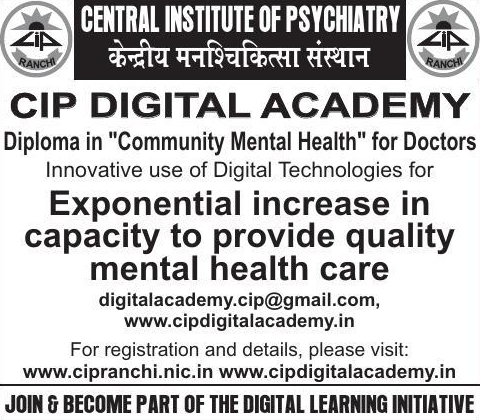 CENTRAL INSTITUTE OF PSYCHIATRY
केन्द्रीय मनश्चिकित्सा संस्थान
CIP
RANCHI
CIP
RANCHI
CIP DIGITAL ACADEMY
Diploma in "Community Mental Health" for Doctors
Innovative use of Digital Technologies for
Exponential increase in
capacity to provide quality
mental health care
digitalacademy.cip@gmail.com,
www.cipdigitalacademy.in
For registration and details, please visit:
www.cipranchi.nic.in www.cipdigitalacademy.in
JOIN & BECOME PART OF THE DIGITAL LEARNING INITIATIVE